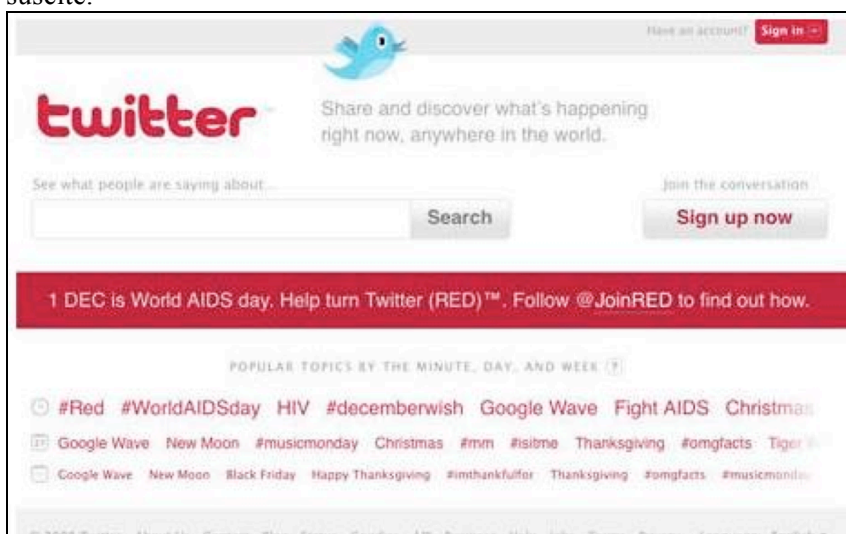 suscite.
Have an account? Sign in
twitter
Share and discover what's happening
right now, anywhere in the world.
See what people are saying about...
Search
Join the conversation
Sign up now
1 DEC is World AIDS day. Help turn Twitter (RED)™. Follow @JoinRED to find out how.
POPULAR TOPICS BY THE MINUTE, DAY, AND WEEK ?
#Red #WorldAIDSday HIV #decemberwish Google Wave Fight AIDS Christmas
Google Wave New Moon #musicmonday Christmas #mm #isitme Thanksgiving #omgfacts Tiger
Google Wave New Moon Black Friday Happy Thanksgiving #imthankfulfor Thanksgiving #omgfacts #musicmonday